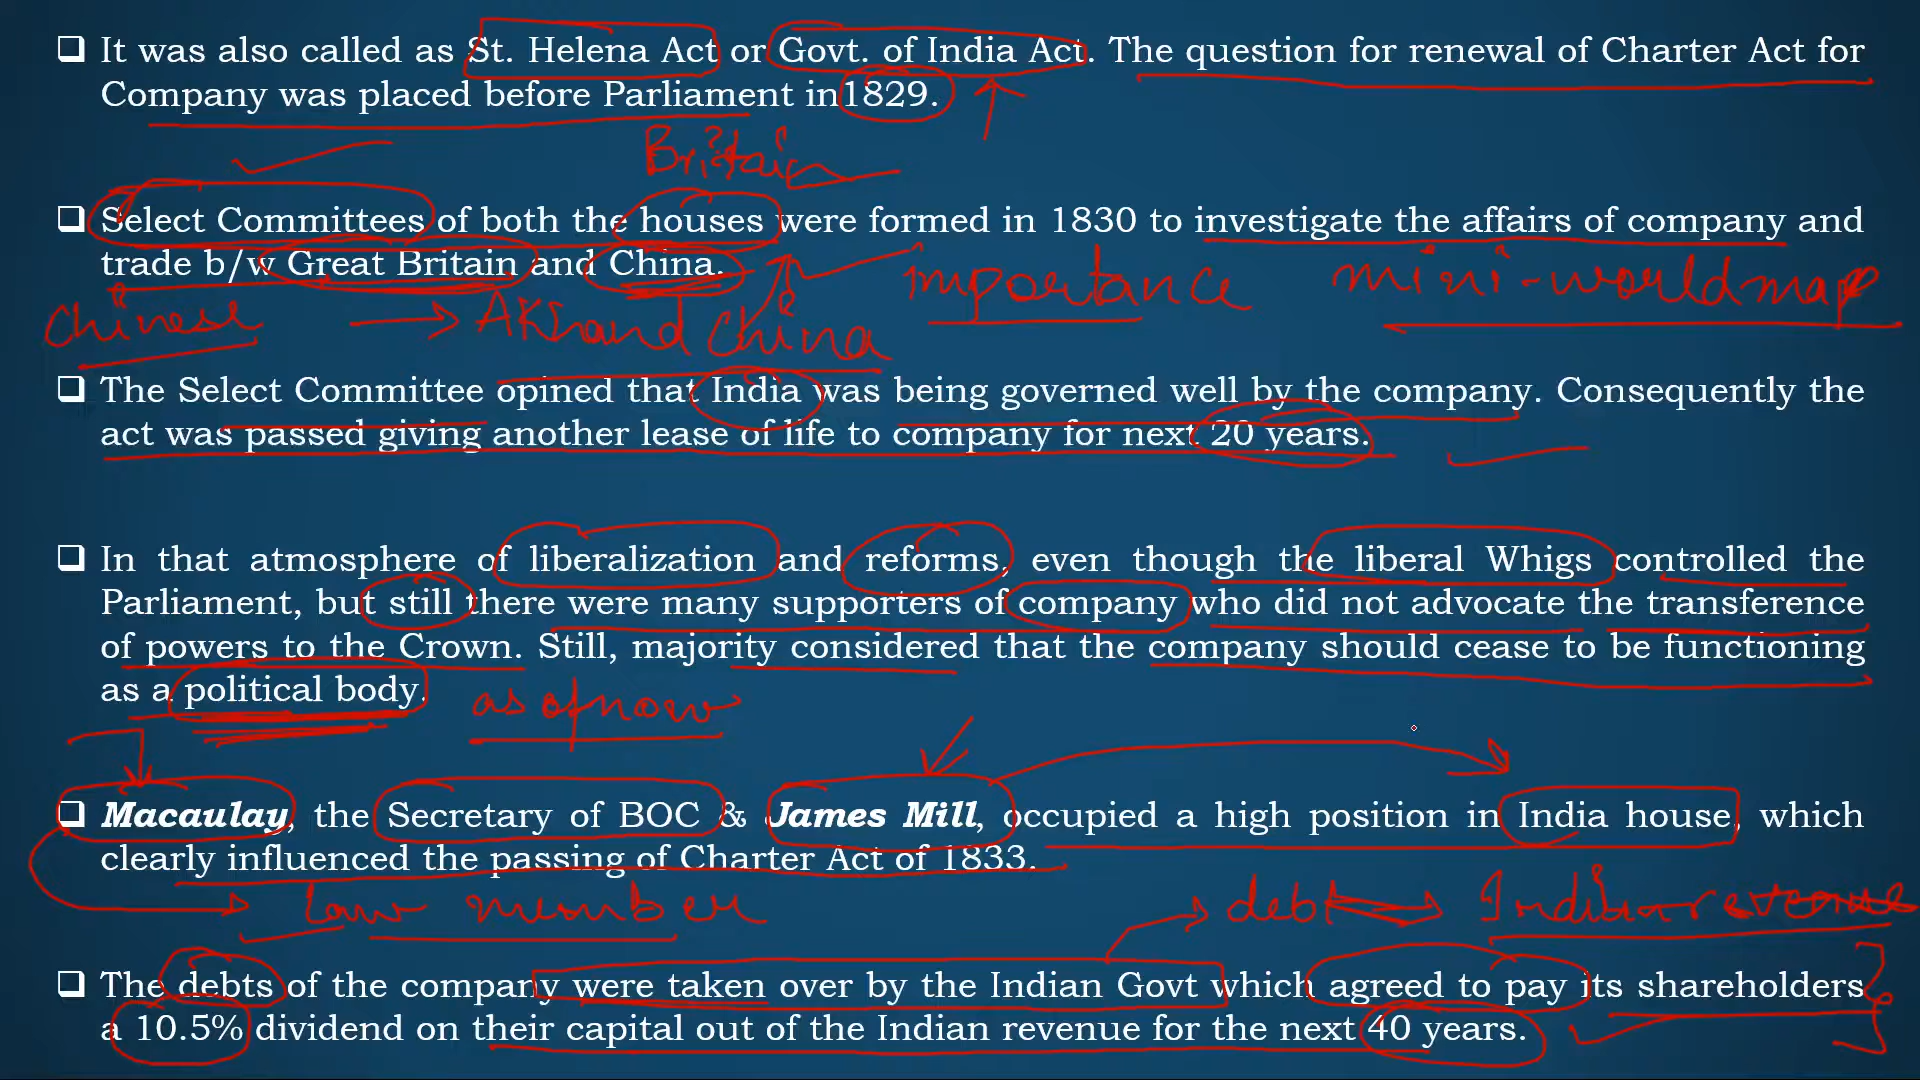 It was also called as St. Helena Act or Govt. of India Act. The question for renewal of Charter Act for
Company was placed before Parliament in 1829.
Britain
Select Committees of both the houses were formed in 1830 to investigate the affairs of company and
trade b/w Great Britain and China.
importance mini-worldmap
Chinese → AKhand China
The Select Committee opined that India was being governed well by the company. Consequently the
act was passed giving another lease of life to company for next 20 years.
In that atmosphere of liberalization and reforms, even though the liberal Whigs controlled the
Parliament, but still there were many supporters of company who did not advocate the transference
of powers to the Crown. Still, majority considered that the company should cease to be functioning
as a political body.
as of now
Macaulay, the Secretary of BOC & James Mill, occupied a high position in India house, which
clearly influenced the passing of Charter Act of 1833.
Law member
debt → Indian revenue
The debts of the company were taken over by the Indian Govt which agreed to pay its shareholders
a 10.5% dividend on their capital out of the Indian revenue for the next 40 years.